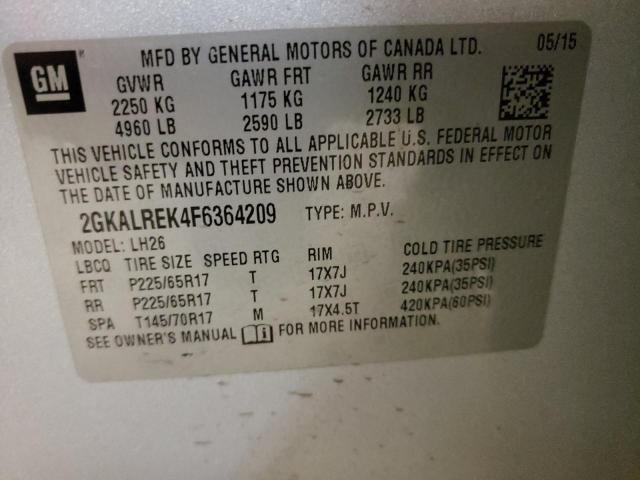 GM
MFD BY GENERAL MOTORS OF CANADA LTD. 05/15
GVWR GAWR FRT GAWR RR
2250 KG 1175 KG 1240 KG
4960 LB 2590 LB 2733 LB
THIS VEHICLE CONFORMS TO ALL APPLICABLE U.S. FEDERAL MOTOR
VEHICLE SAFETY AND THEFT PREVENTION STANDARDS IN EFFECT ON
THE DATE OF MANUFACTURE SHOWN ABOVE.
2GKALREK4F6364209 TYPE: M.P.V.
MODEL: LH26
LBCQ TIRE SIZE SPEED RTG RIM COLD TIRE PRESSURE
FRT P225/65R17 T 17X7J 240KPA(35PSI)
RR P225/65R17 T 17X7J 240KPA(35PSI)
SPA T145/70R17 M 17X4.5T 420KPA(60PSI)
SEE OWNER'S MANUAL FOR MORE INFORMATION.